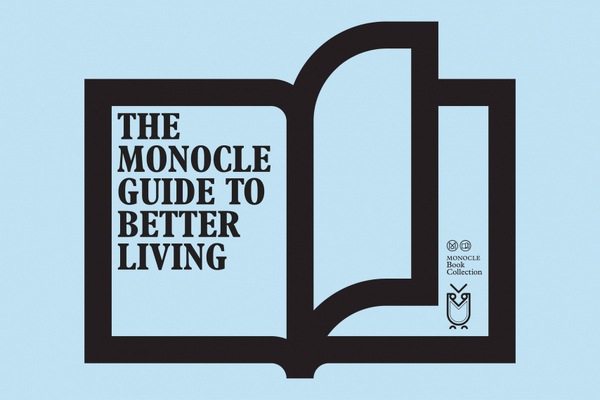 THE
MONOCLE
GUIDE TO
BETTER
LIVING
MONOCLE
Book
Collection